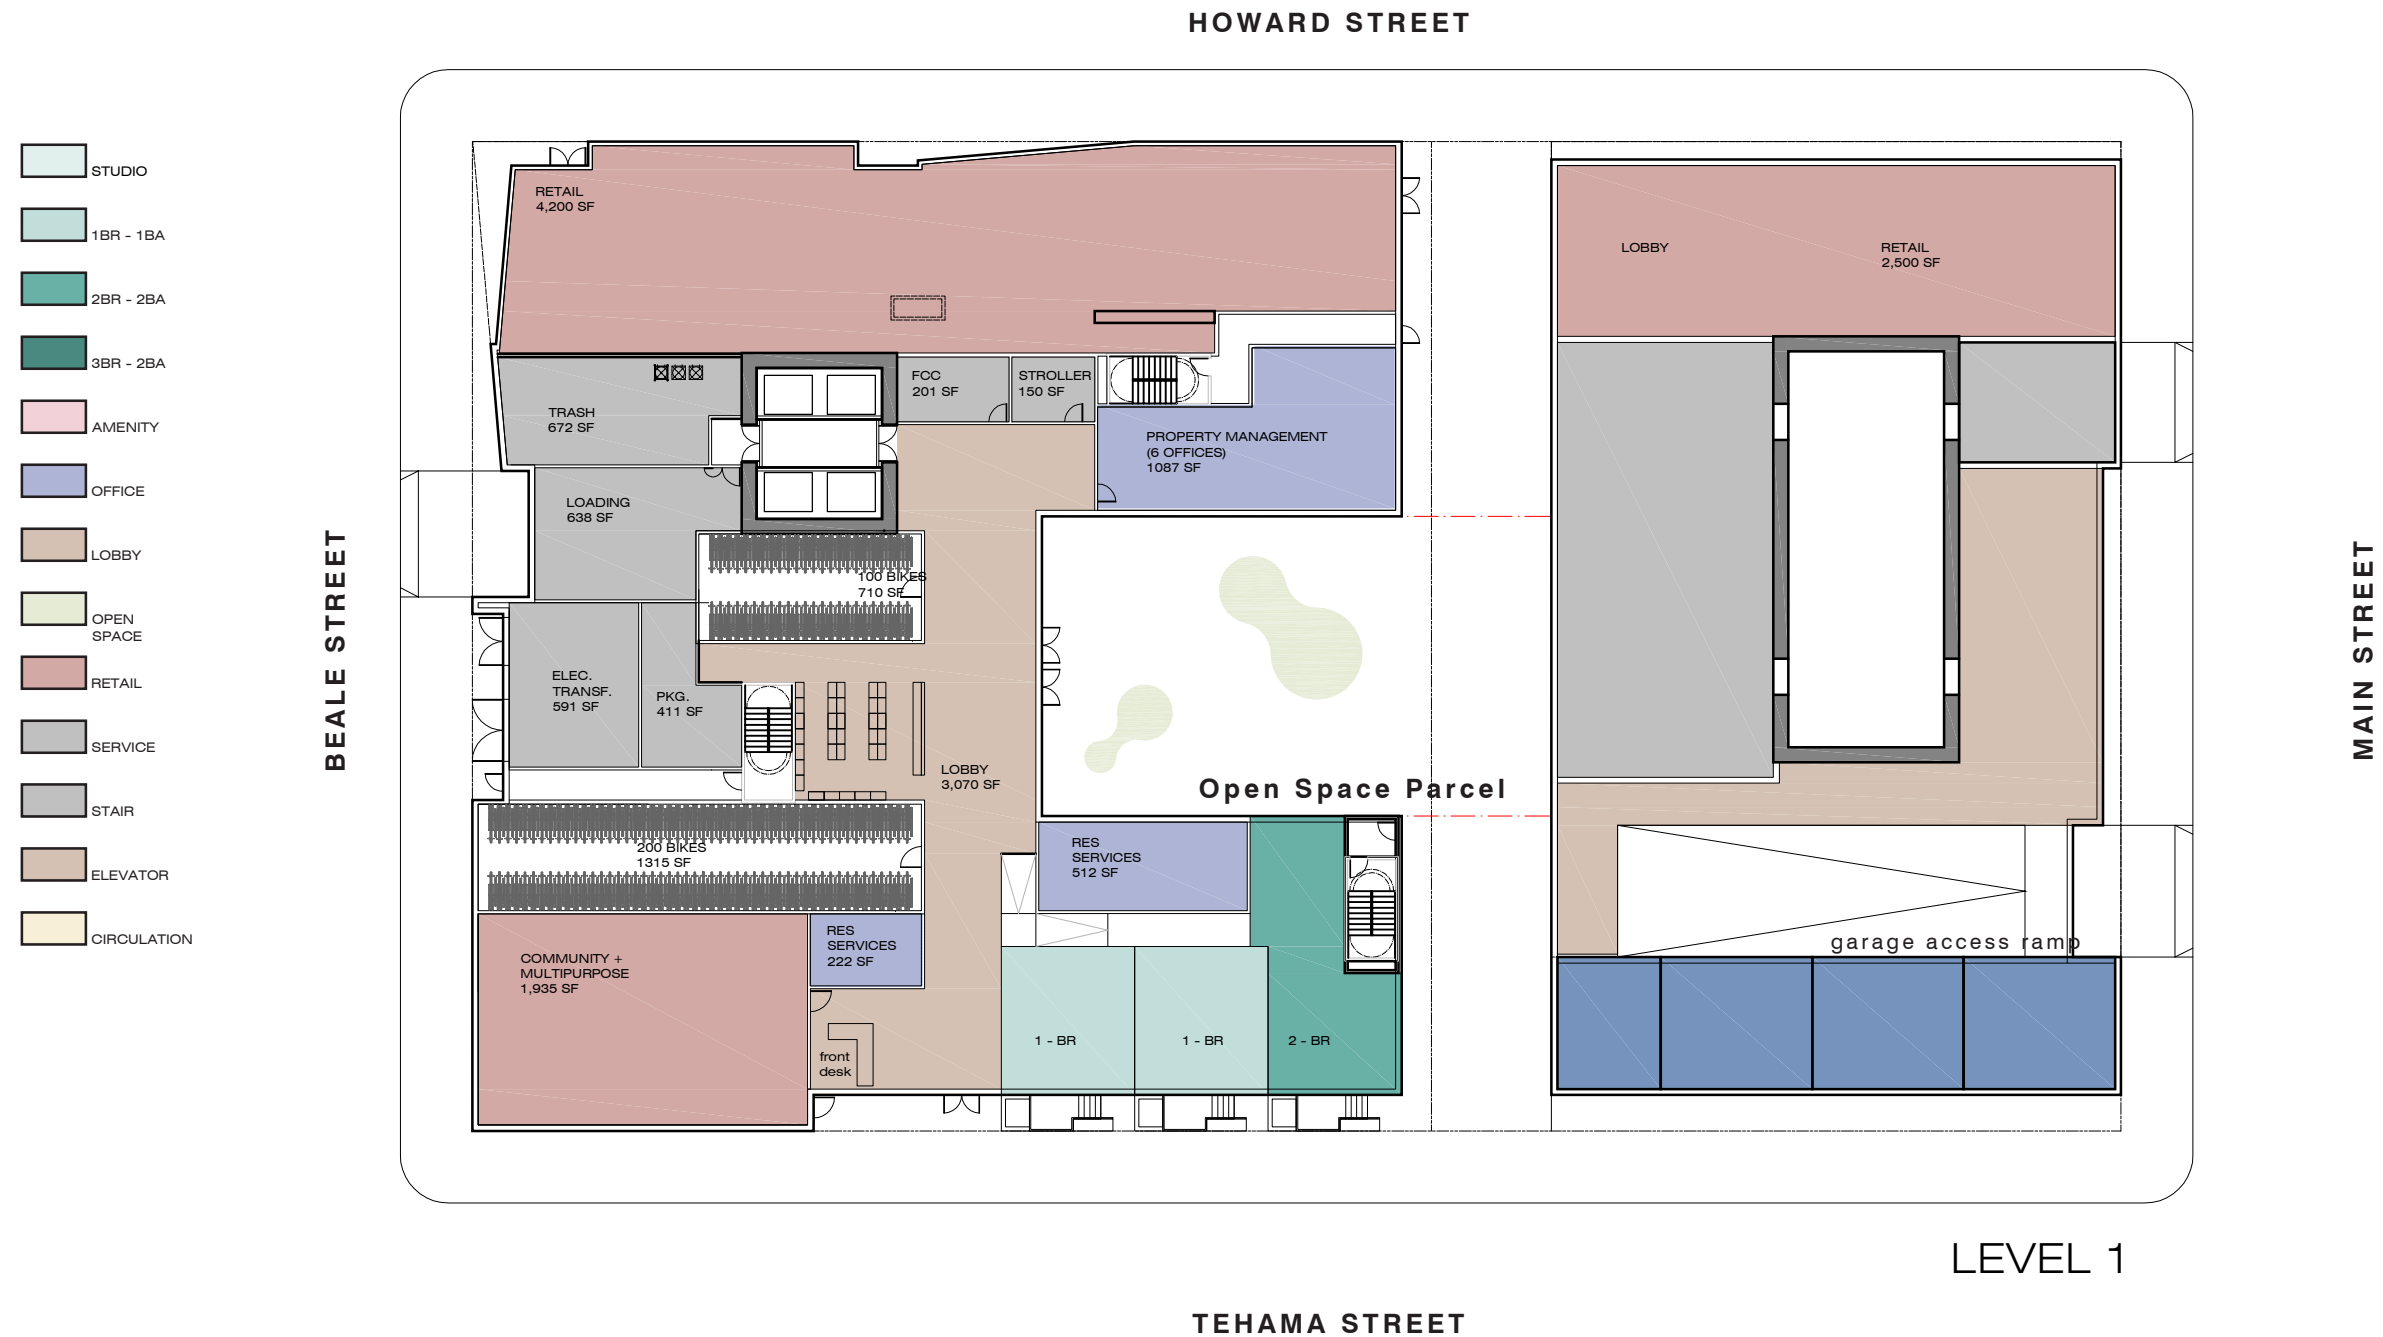 HOWARD STREET
STUDIO
1BR - 1BA
2BR - 2BA
3BR - 2BA
AMENITY
OFFICE
LOBBY
OPEN
SPACE
RETAIL
SERVICE
STAIR
ELEVATOR
CIRCULATION
BEALE STREET
RETAIL
4,200 SF
TRASH
672 SF
FCC
201 SF
STROLLER
150 SF
PROPERTY MANAGEMENT
(6 OFFICES)
1087 SF
LOADING
638 SF
100 BIKES
710 SF
ELEC.
TRANSF.
591 SF
PKG.
411 SF
LOBBY
3,070 SF
Open Space Parcel
200 BIKES
1315 SF
RES
SERVICES
512 SF
COMMUNITY +
MULTIPURPOSE
1,935 SF
RES
SERVICES
222 SF
front
desk
1 - BR
1 - BR
2 - BR
LOBBY
RETAIL
2,500 SF
garage access ramp
MAIN STREET
LEVEL 1
TEHAMA STREET